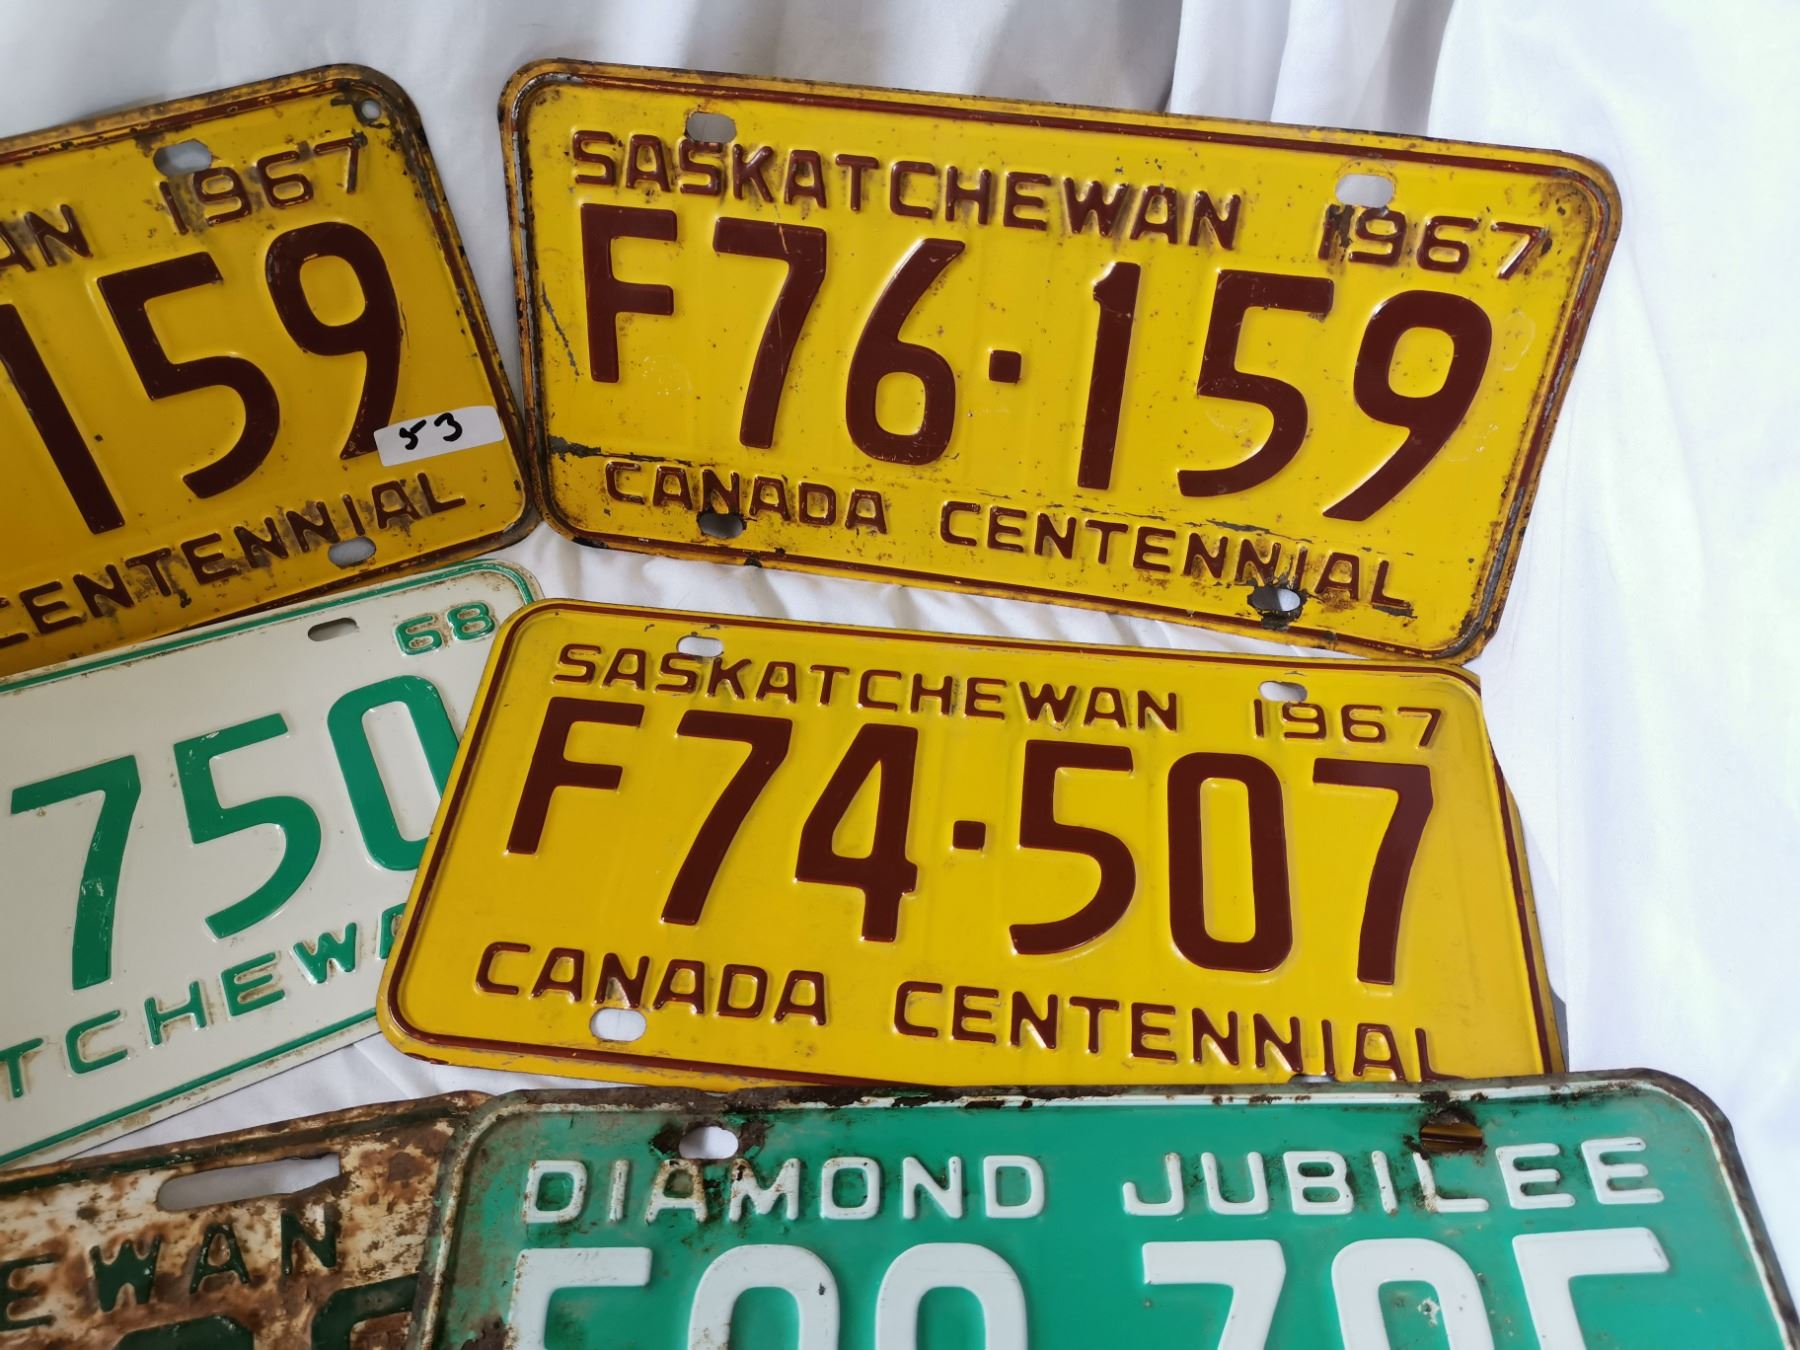 AN 1967
159
53
CENTENNIAL
SASKATCHEWAN 1967
F76·159
CANADA CENTENNIAL
68
750
TCHEWA
SASKATCHEWAN 1967
F74·507
CANADA CENTENNIAL
EWAN
DIAMOND JUBILEE